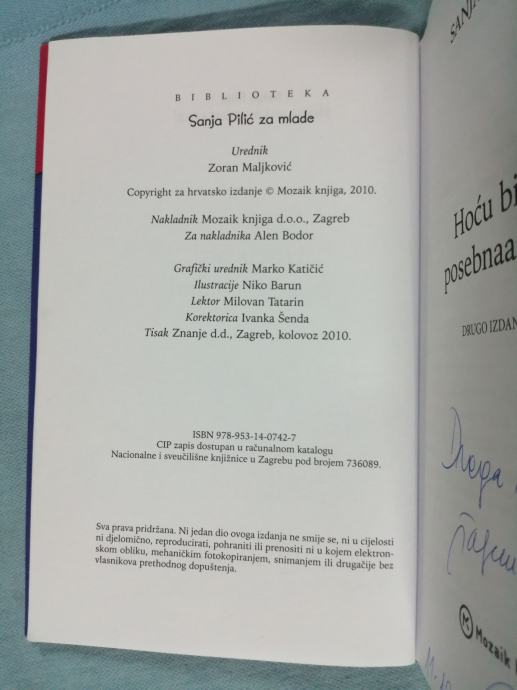 BIBLIOTEKA
Sanja Pilić za mlade
Urednik
Zoran Maljković
Copyright za hrvatsko izdanje © Mozaik knjiga, 2010.
Nakladnik Mozaik knjiga d.o.o., Zagreb
Za nakladnika Alen Bodor
Grafički urednik Marko Katičić
Ilustracije Niko Barun
Lektor Milovan Tatarin
Korektorica Ivanka Šenda
Tisak Znanje d.d., Zagreb, kolovoz 2010.
ISBN 978-953-14-0742-7
CIP zapis dostupan u računalnom katalogu
Nacionalne i sveučilišne knjižnice u Zagrebu pod brojem 736089.
Sva prava pridržana. Ni jedan dio ovoga izdanja ne smije se, ni u cijelosti
ni djelomično, reproducirati, pohraniti ili prenositi ni u kojem elektron-
skom obliku, mehaničkim fotokopiranjem, snimanjem ili drugačije bez
vlasnikova prethodnog dopuštenja.
SANJA
Hoću bi
posebnaa
DRUGO IZDAN
Draga
Mozaik